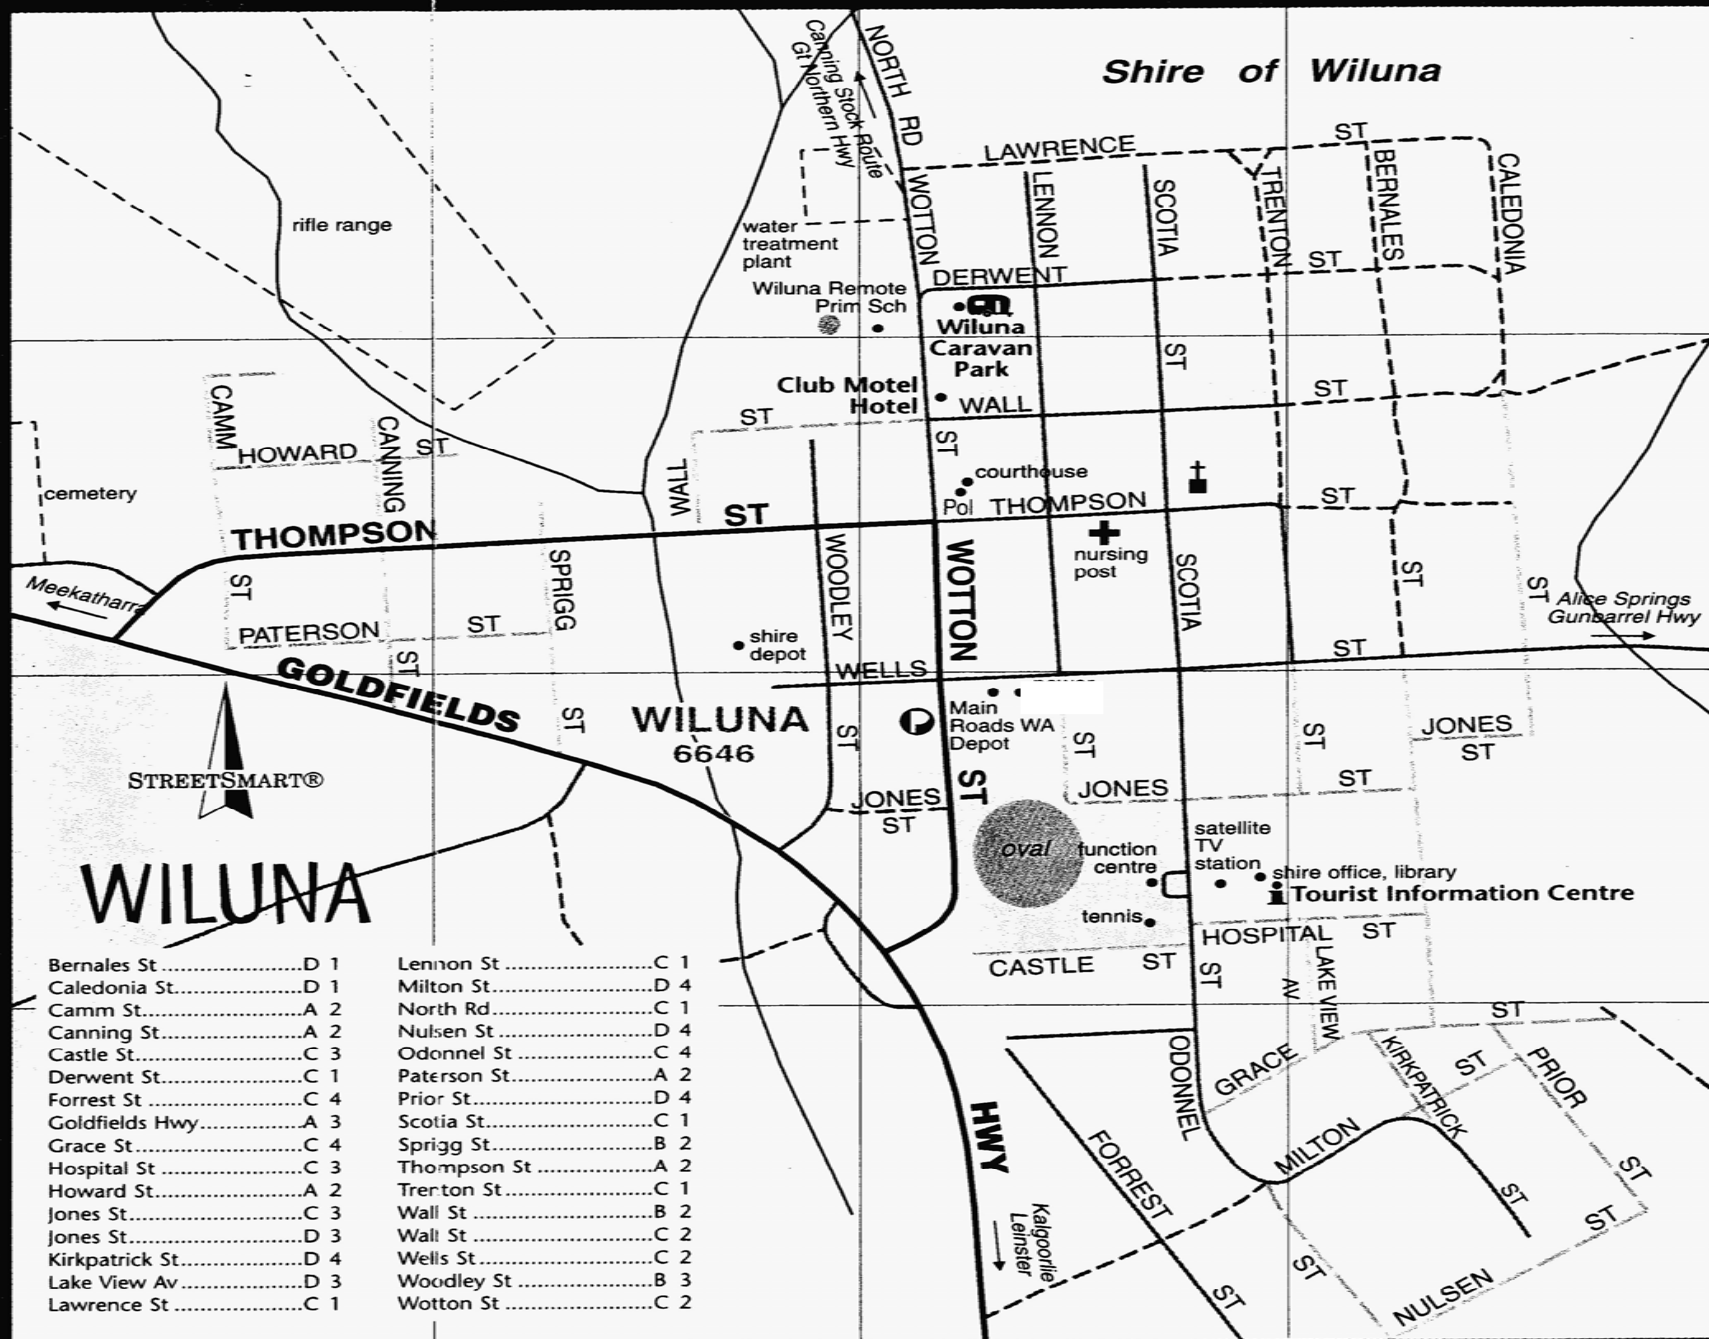 Shire of Wiluna
Canning Stock Route
Gt Northern Hwy
NORTH RD
LAWRENCE ST
WOTTON
LENNON
SCOTIA
TRENTON
BERNALES
CALEDONIA
rifle range
water
treatment
plant
DERWENT ST
Wiluna Remote
Prim Sch
Wiluna
Caravan
Park
ST
Club Motel
Hotel
WALL ST
ST
ST
CAMM
HOWARD ST
CANNING
WALL
courthouse
cemetery
Pol
THOMPSON ST
THOMPSON ST
nursing
post
WOODLEY
WOTTON
SCOTIA
SPRIGG
ST
ST
ST
Meekatharra
Alice Springs
Gunbarrel Hwy
PATERSON ST
ST
shire
depot
WELLS ST
GOLDFIELDS
ST
WILUNA
6646
ST
Main
Roads WA
Depot
ST
ST
JONES
ST
STREETSMART®
ST
JONES
ST
JONES ST
oval
function
centre
satellite
TV
station
shire office, library
Tourist Information Centre
tennis
WILUNA
HOSPITAL ST
CASTLE ST
ST
LAKE VIEW
AV
ST
ODONNEL
GRACE
KIRKPATRICK
ST
PRIOR
HWY
FORREST
MILTON
ST
ST
ST
Kalgoorlie
Leinster
ST
ST
NULSEN
Bernales St ........ D 1
Caledonia St ........ D 1
Camm St ........ A 2
Canning St ........ A 2
Castle St ........ C 3
Derwent St ........ C 1
Forrest St ........ C 4
Goldfields Hwy ........ A 3
Grace St ........ C 4
Hospital St ........ C 3
Howard St ........ A 2
Jones St ........ C 3
Jones St ........ D 3
Kirkpatrick St ........ D 4
Lake View Av ........ D 3
Lawrence St ........ C 1
Lennon St ........ C 1
Milton St ........ D 4
North Rd ........ C 1
Nulsen St ........ D 4
Odonnel St ........ C 4
Paterson St ........ A 2
Prior St ........ D 4
Scotia St ........ C 1
Sprigg St ........ B 2
Thompson St ........ A 2
Trenton St ........ C 1
Wall St ........ B 2
Wall St ........ C 2
Wells St ........ C 2
Woodley St ........ B 3
Wotton St ........ C 2